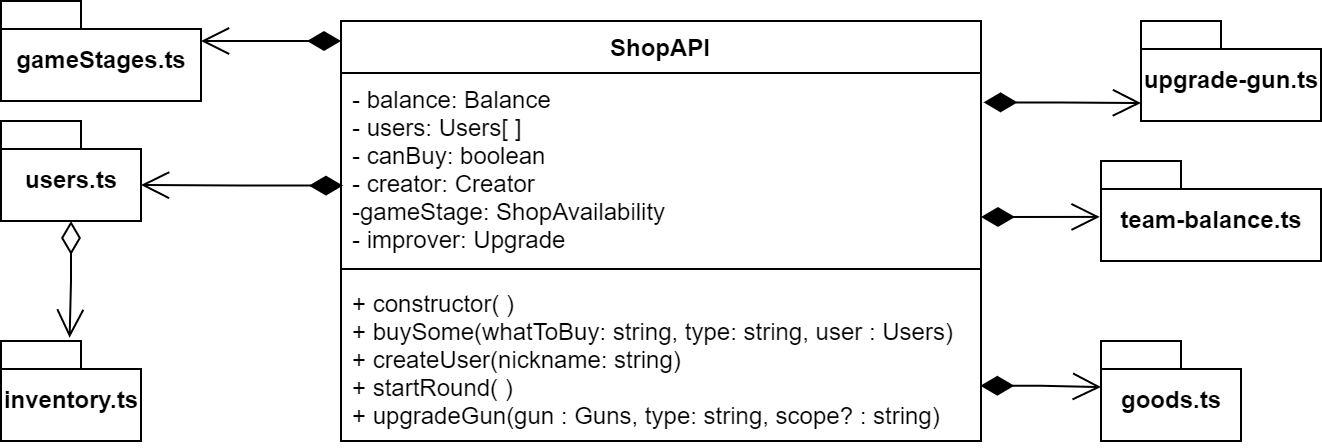 gameStages.ts
users.ts
inventory.ts
ShopAPI
- balance: Balance
- users: Users[ ]
- canBuy: boolean
- creator: Creator
-gameStage: ShopAvailability
- improver: Upgrade
+ constructor( )
+ buySome(whatToBuy: string, type: string, user : Users)
+ createUser(nickname: string)
+ startRound( )
+ upgradeGun(gun : Guns, type: string, scope? : string)
upgrade-gun.ts
team-balance.ts
goods.ts